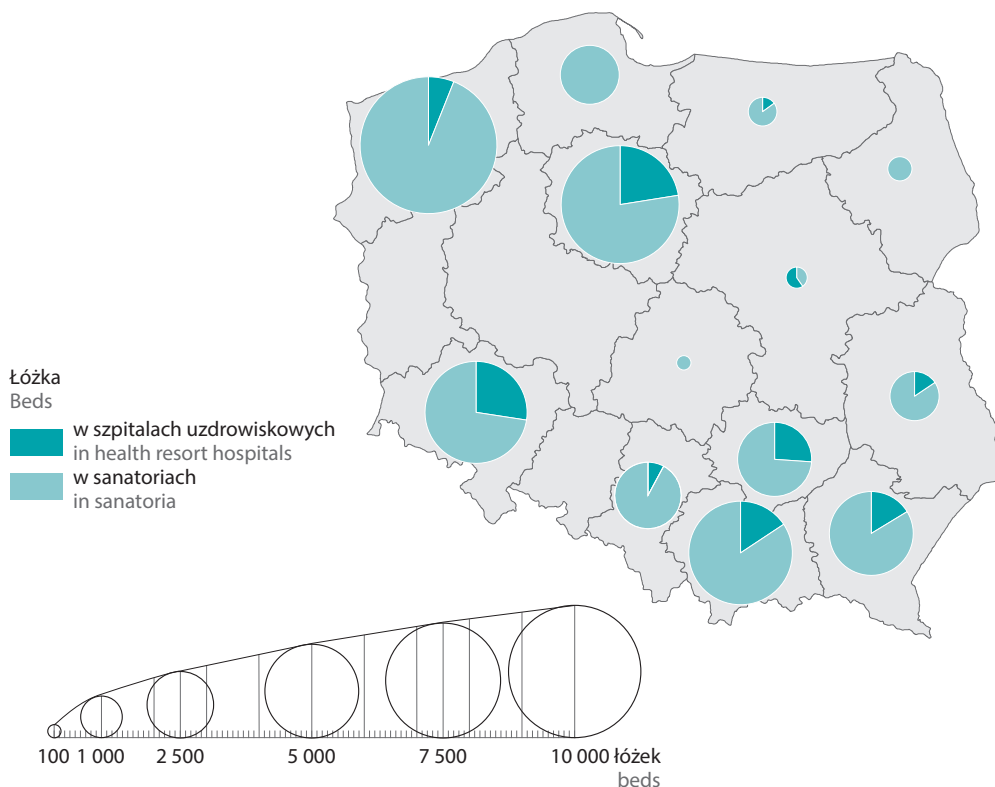 Łóżka
Beds
w szpitalach uzdrowiskowych
in health resort hospitals
w sanatoriach
in sanatoria
100 1 000 2 500 5 000 7 500 10 000 łóżek
beds